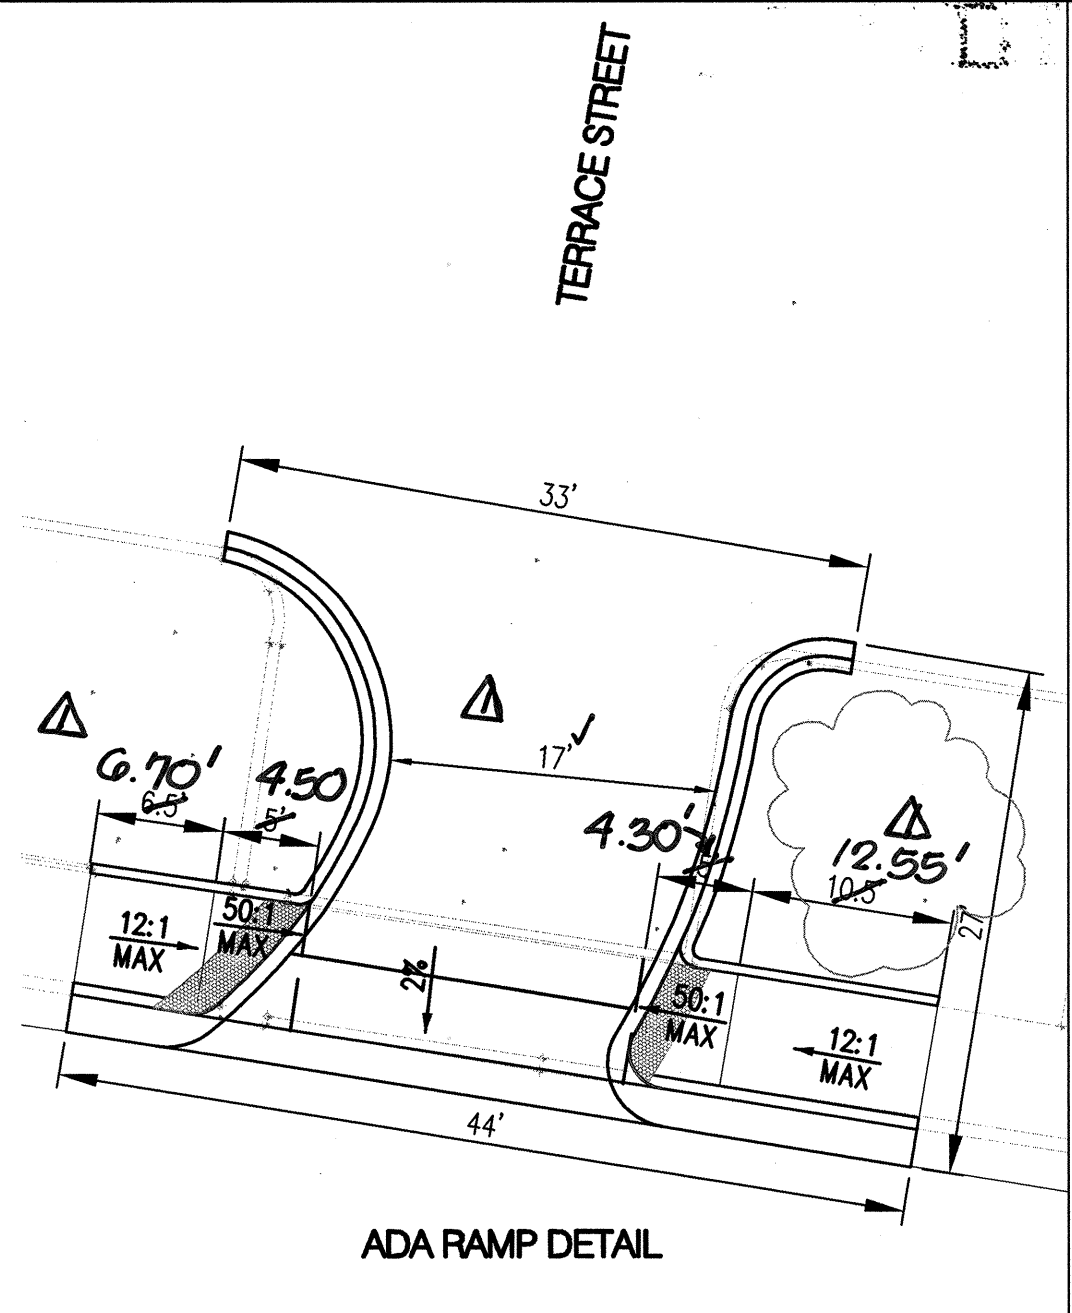 TERRACE STREET
33'
17'
6.70'
6.5'
4.50
5'
4.30'
5'
12.55'
10.5'
27'
12:1
MAX
50:1
MAX
2%
50:1
MAX
12:1
MAX
44'
ADA RAMP DETAIL